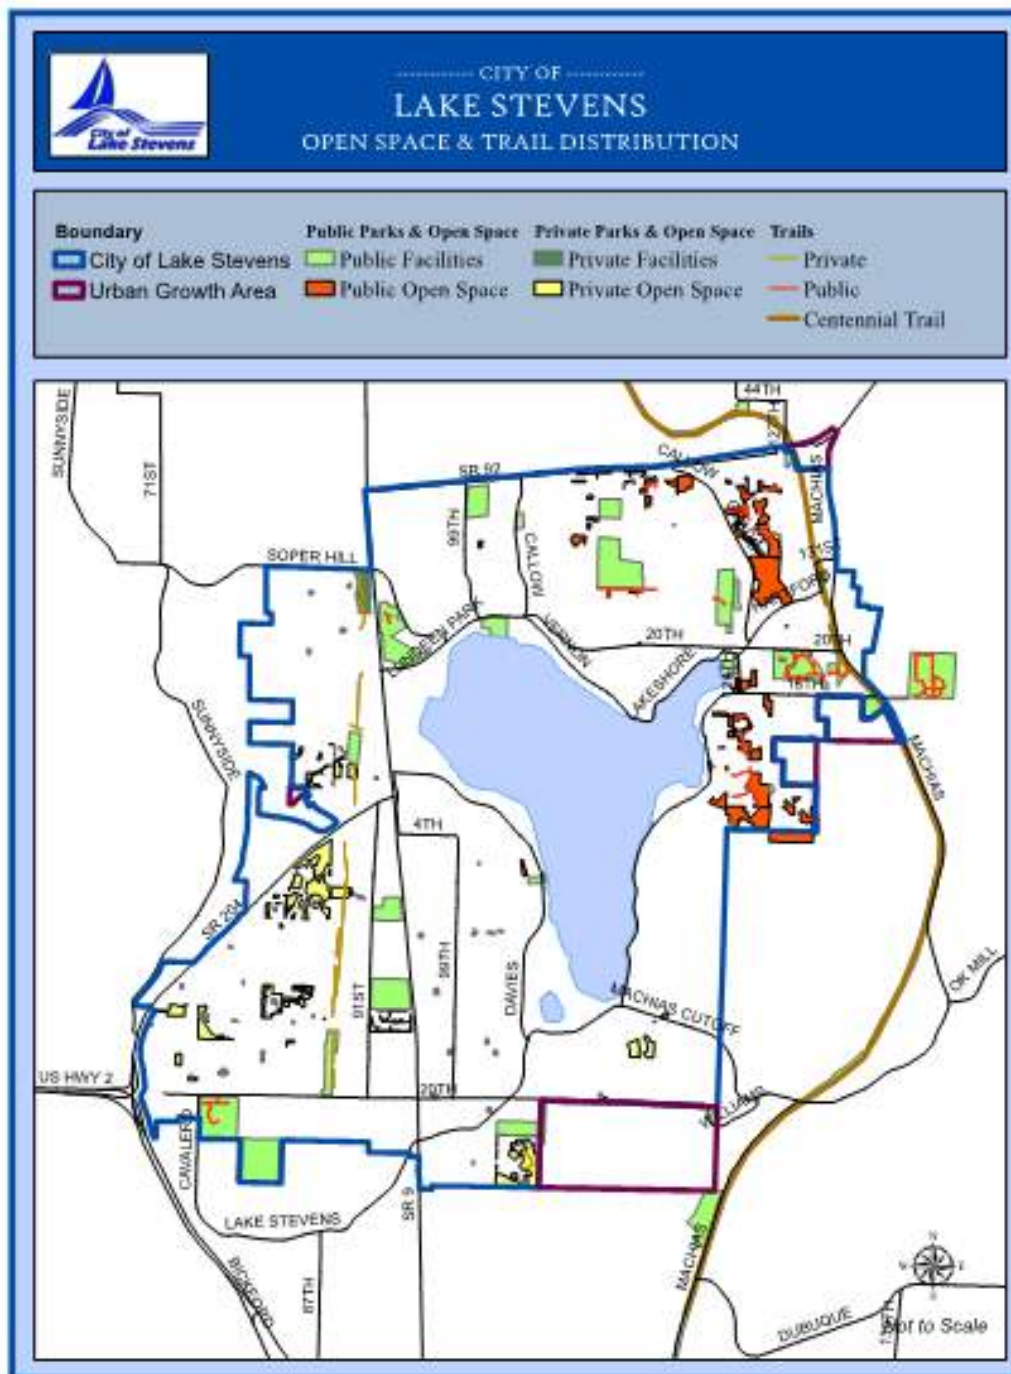 CITY OF
LAKE STEVENS
OPEN SPACE & TRAIL DISTRIBUTION
City of
Lake Stevens
Boundary
City of Lake Stevens
Urban Growth Area
Public Parks & Open Space
Public Facilities
Public Open Space
Private Parks & Open Space
Private Facilities
Private Open Space
Trails
Private
Public
Centennial Trail
SUNNYSIDE
71ST
44TH
SR 92
CALLOW
MACHIAS
99TH
CALLOW
SOPER HILL
VERNON
20TH
20TH
LAKESHORE
16TH
SUNNYSIDE
MACHIAS
4TH
SR 204
99TH
91ST
DAVIES
MACHIAS CUTOFF
OK MILL
US HWY 2
20TH
WILLIAMS
CAVALERO
LAKE STEVENS
SR 9
MACHIAS
BICKFORD
87TH
DUBUQUE
N
W
E
S
Not to Scale